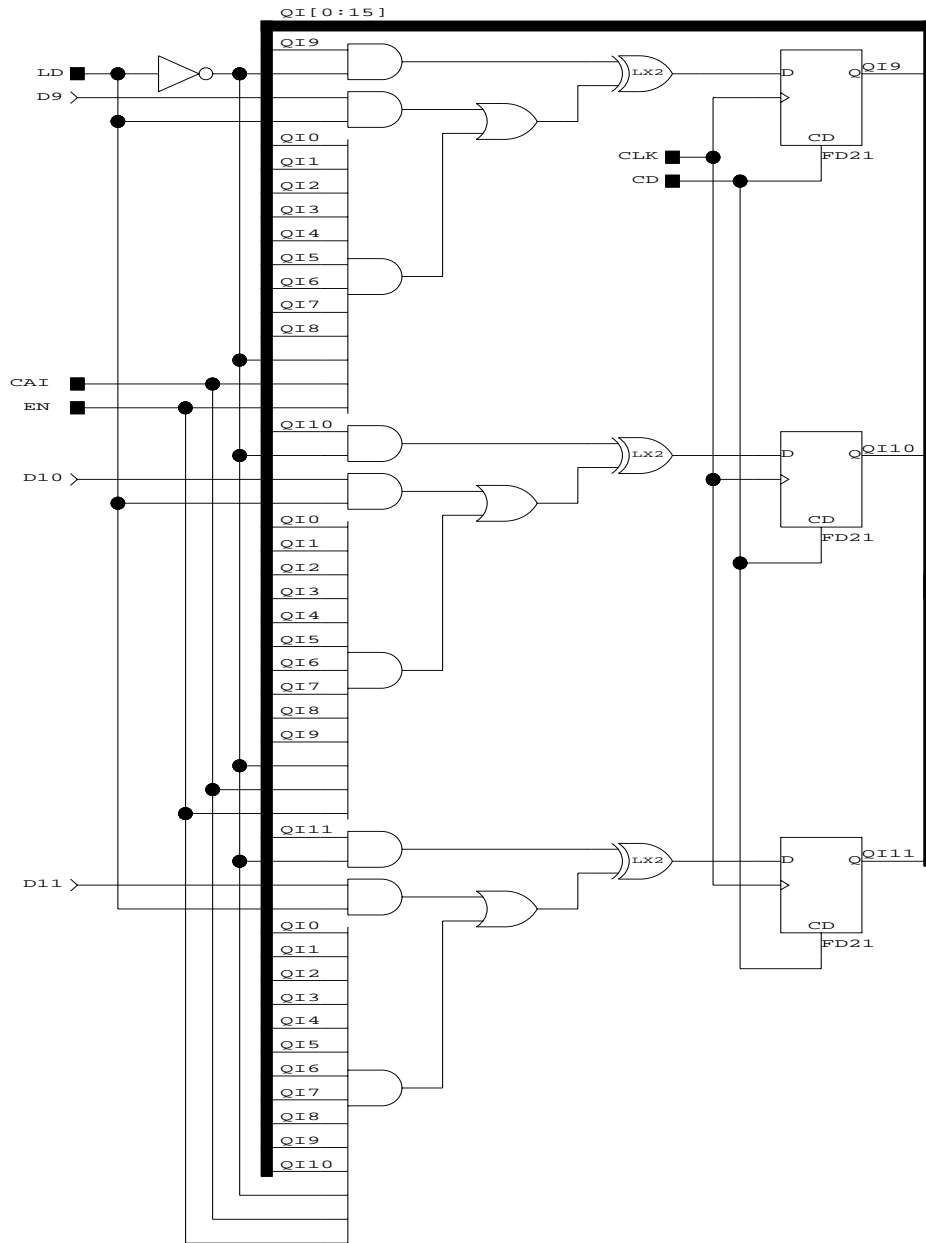 QI[0:15]
QI9
LD
LX2
D
Q
QI9
D9
QI0
CLK
CD
FD21
QI1
CD
QI2
QI3
QI4
QI5
QI6
QI7
QI8
CAI
EN
QI10
LX2
D
Q
QI10
D10
QI0
CD
FD21
QI1
QI2
QI3
QI4
QI5
QI6
QI7
QI8
QI9
QI11
LX2
D
Q
QI11
D11
QI0
CD
FD21
QI1
QI2
QI3
QI4
QI5
QI6
QI7
QI8
QI9
QI10